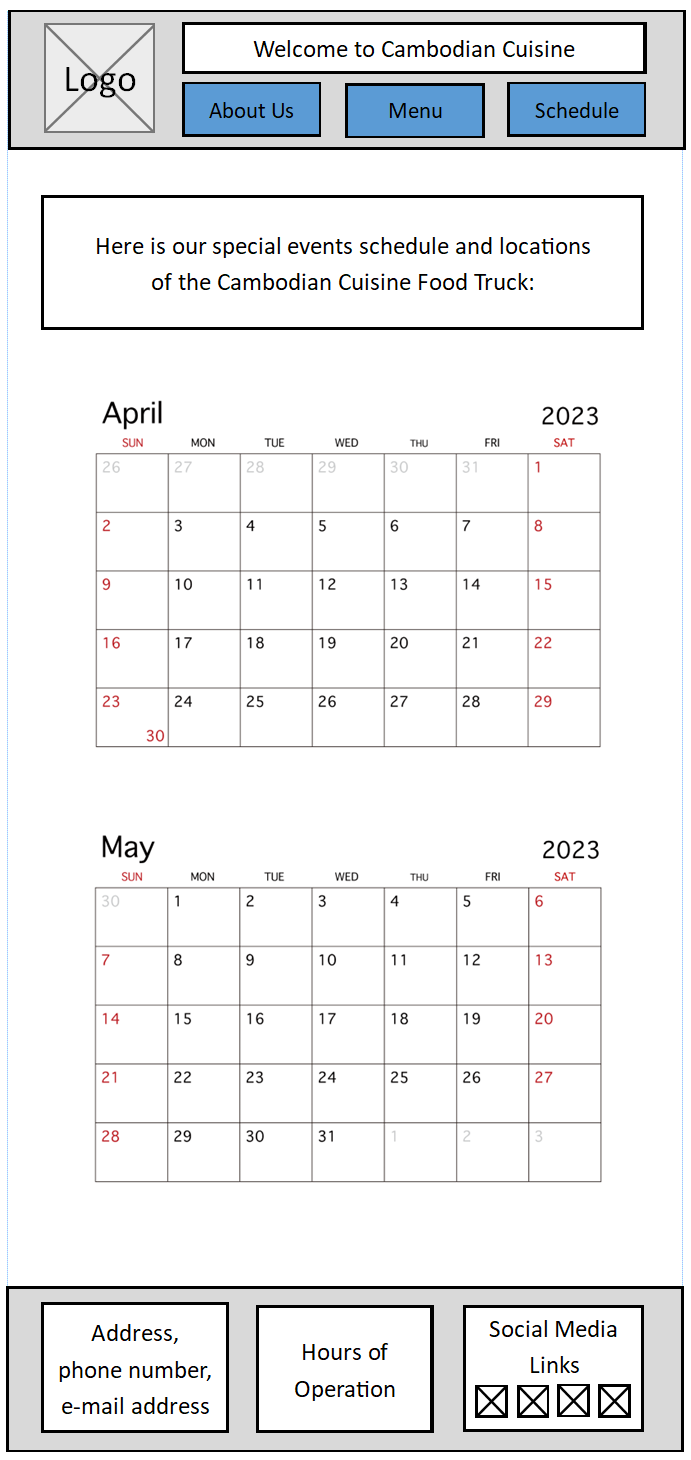 Logo
Welcome to Cambodian Cuisine
About Us Menu Schedule
Here is our special events schedule and locations
of the Cambodian Cuisine Food Truck:
April 2023
SUN MON TUE WED THU FRI SAT
26 27 28 29 30 31 1
2 3 4 5 6 7 8
9 10 11 12 13 14 15
16 17 18 19 20 21 22
23 24 25 26 27 28 29
30
May 2023
SUN MON TUE WED THU FRI SAT
30 1 2 3 4 5 6
7 8 9 10 11 12 13
14 15 16 17 18 19 20
21 22 23 24 25 26 27
28 29 30 31 1 2 3
Address,
phone number,
e-mail address
Hours of
Operation
Social Media
Links